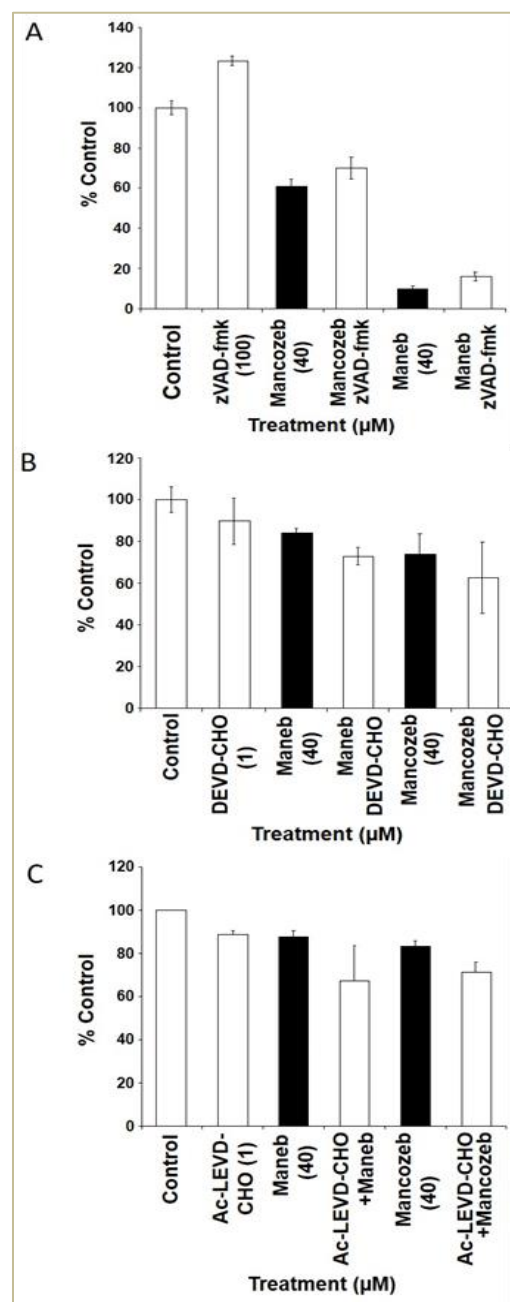 A
140
120
100
80
60
40
20
0
% Control
Control
zVAD-fmk
(100)
Mancozeb
(40)
Mancozeb
zVAD-fmk
Maneb
(40)
Maneb
zVAD-fmk
Treatment (µM)
B
120
100
80
60
40
20
0
% Control
Control
DEVD-CHO
(1)
Maneb
(40)
Maneb
DEVD-CHO
Mancozeb
(40)
Mancozeb
DEVD-CHO
Treatment (µM)
C
120
100
80
60
40
20
0
% Control
Control
Ac-LEVD-
CHO (1)
Maneb
(40)
Ac-LEVD-CHO
+Maneb
Mancozeb
(40)
Ac-LEVD-CHO
+Mancozeb
Treatment (µM)